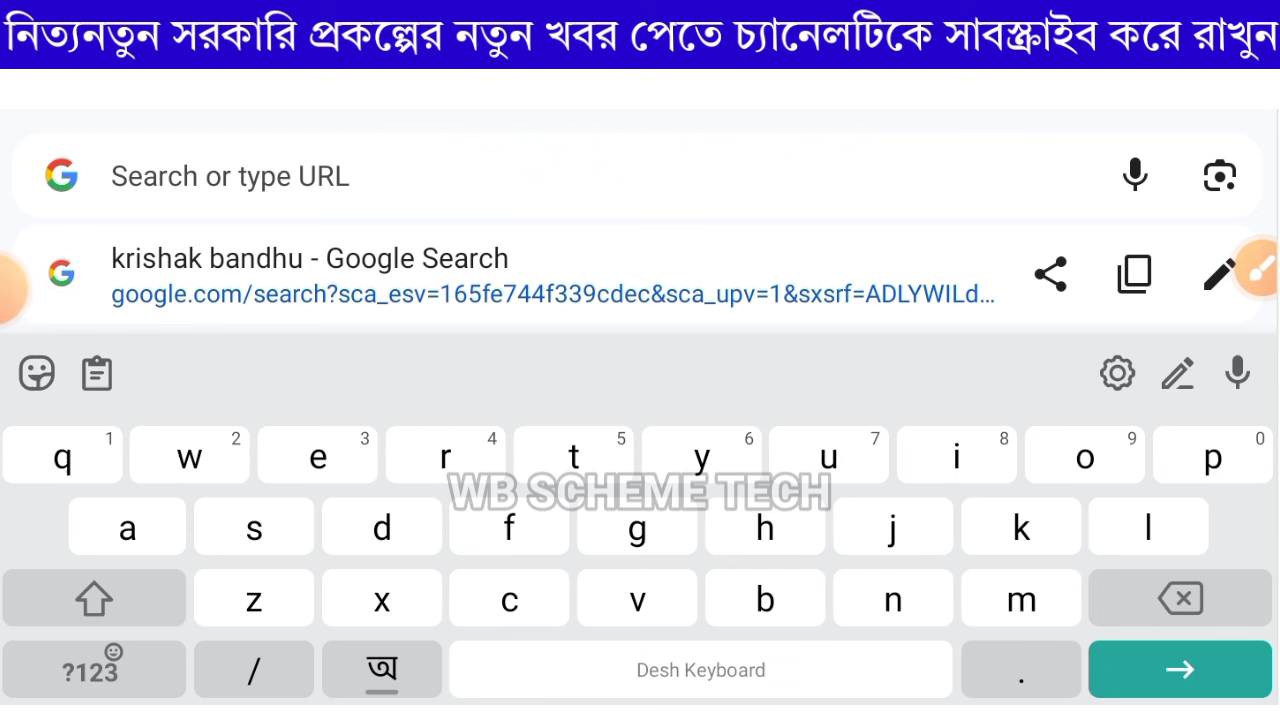 নিত্যনতুন সরকারি প্রকল্পের নতুন খবর পেতে চ্যানেলটিকে সাবস্ক্রাইব করে রাখুন
Search or type URL
krishak bandhu - Google Search
google.com/search?sca_esv=165fe744f339cdec&sca_upv=1&sxsrf=ADLYWILd...
q 1 w 2 e 3 r 4 t 5 y 6 u 7 i 8 o 9 p 0
WB SCHEME TECH
a s d f g h j k l
z x c v b n m
?123 / অ Desh Keyboard .